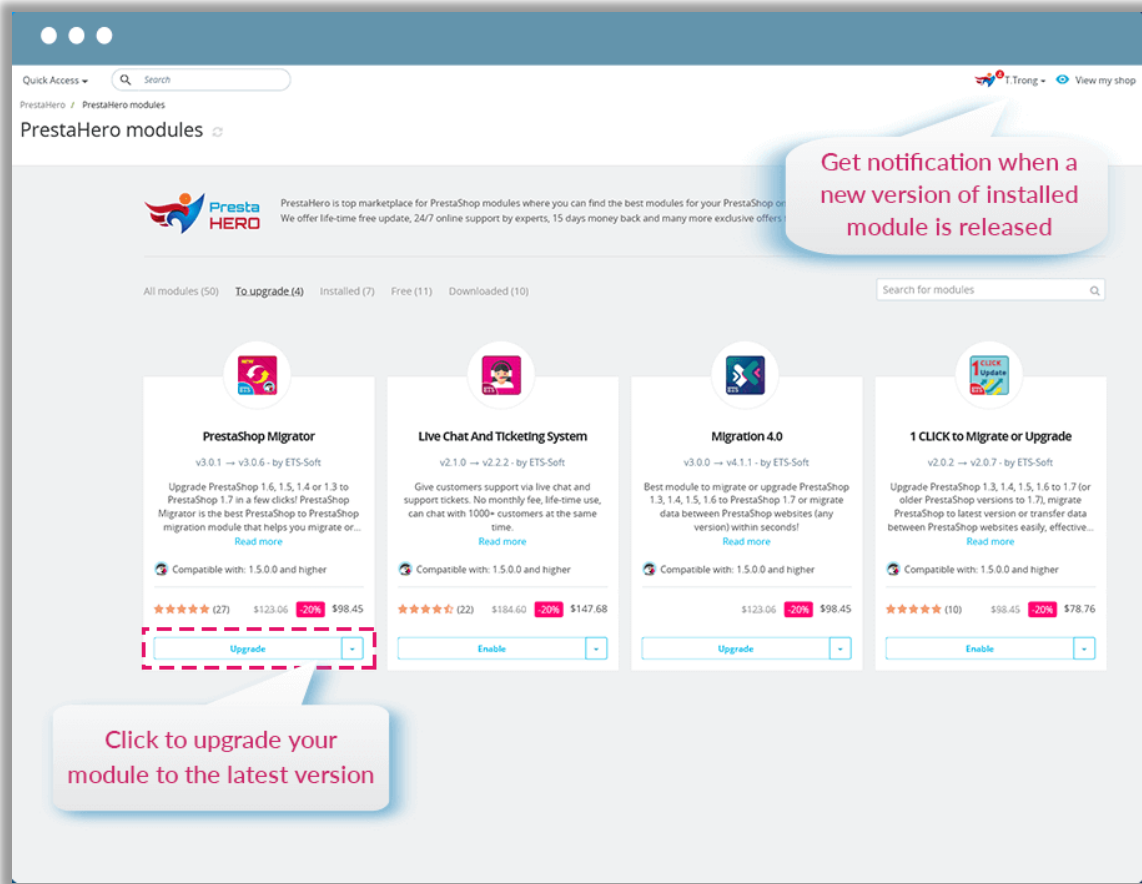 Quick Access
Search
T.Trong
View my shop
PrestaHero / PrestaHero modules
PrestaHero modules
Get notification when a
new version of installed
module is released
Presta
HERO
PrestaHero is top marketplace for PrestaShop modules where you can find the best modules for your PrestaShop
We offer life-time free update, 24/7 online support by experts, 15 days money back and many more exclusive offers
All modules (50) To upgrade (4) Installed (7) Free (11) Downloaded (10)
Search for modules
NEW
ETS
PrestaShop Migrator
v3.0.1 → v3.0.6 - by ETS-Soft
Upgrade PrestaShop 1.6, 1.5, 1.4 or 1.3 to
PrestaShop 1.7 in a few clicks! PrestaShop
Migrator is the best PrestaShop to PrestaShop
migration module that helps you migrate or...
Read more
Compatible with: 1.5.0.0 and higher
(27) $123.06 -20% $98.45
Upgrade
ETS
Live Chat And Ticketing System
v2.1.0 → v2.2.2 - by ETS-Soft
Give customers support via live chat and
support tickets. No monthly fee, life-time use,
can chat with 1000+ customers at the same
time.
Read more
Compatible with: 1.5.0.0 and higher
(22) $184.60 -20% $147.68
Enable
ETS
Migration 4.0
v3.0.0 → v4.1.1 - by ETS-Soft
Best module to migrate or upgrade PrestaShop
1.3, 1.4, 1.5, 1.6 to PrestaShop 1.7 or migrate
data between PrestaShop websites (any
version) within seconds!
Read more
Compatible with: 1.5.0.0 and higher
$123.06 -20% $98.45
Upgrade
1 CLICK
Update
ETS
1 CLICK to Migrate or Upgrade
v2.0.2 → v2.0.7 - by ETS-Soft
Upgrade PrestaShop 1.3, 1.4, 1.5, 1.6 to 1.7 (or
older PrestaShop versions to 1.7), migrate
PrestaShop to latest version or transfer data
between PrestaShop websites easily, effective...
Read more
Compatible with: 1.5.0.0 and higher
(10) $98.45 -20% $78.76
Enable
Click to upgrade your
module to the latest version